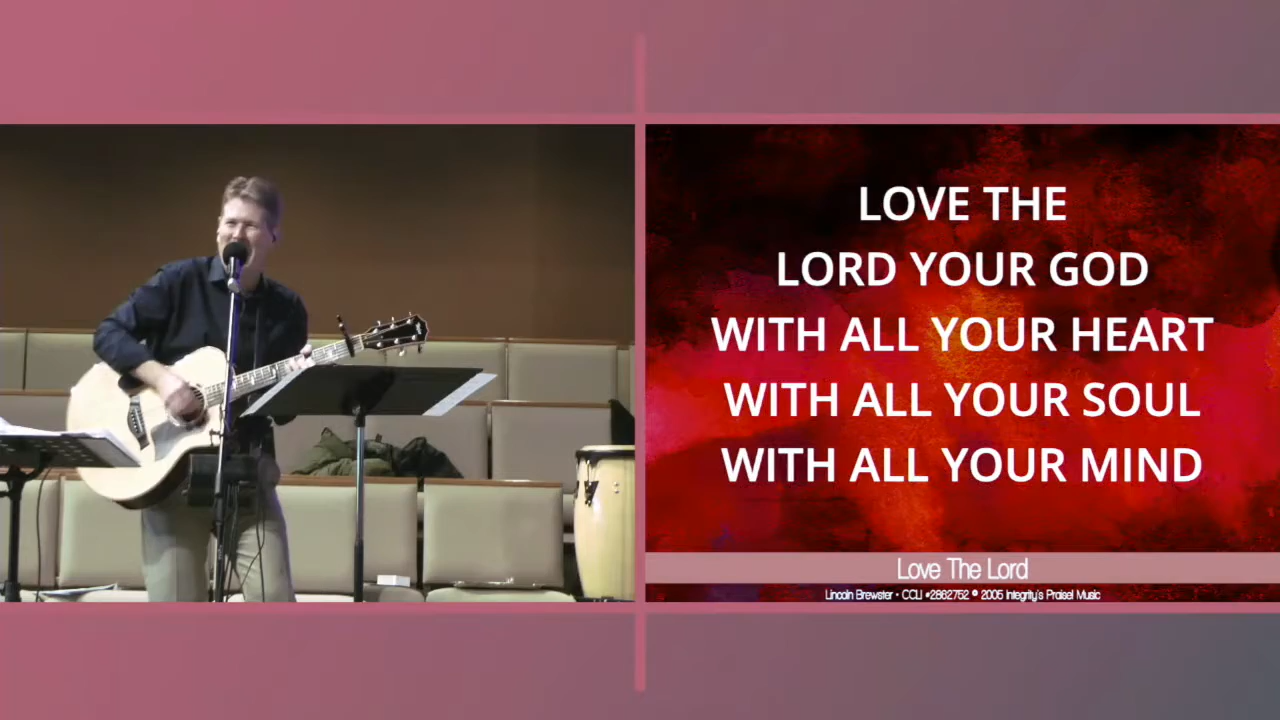 LOVE THE
LORD YOUR GOD
WITH ALL YOUR HEART
WITH ALL YOUR SOUL
WITH ALL YOUR MIND
Love The Lord
Lincoln Brewster • CCLI #2862752 © 2005 Integrity's Praise! Music